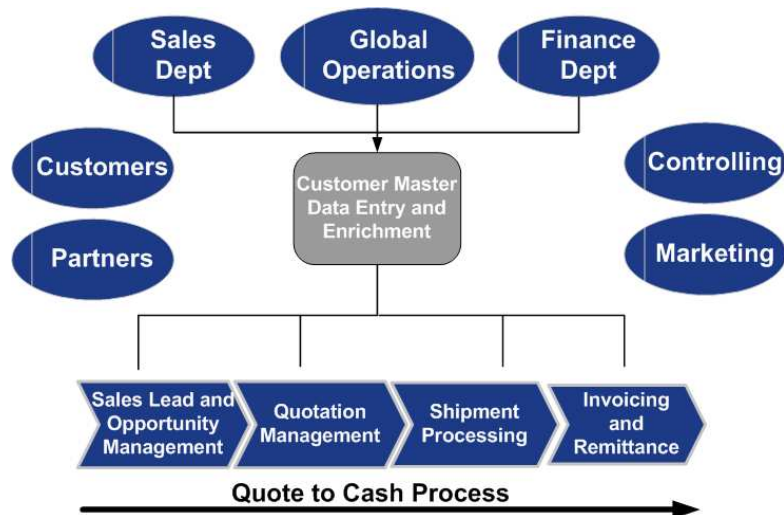 Sales
Dept
Global
Operations
Finance
Dept
Customers
Controlling
Customer Master
Data Entry and
Enrichment
Partners
Marketing
Sales Lead and
Opportunity
Management
Quotation
Management
Shipment
Processing
Invoicing
and
Remittance
Quote to Cash Process